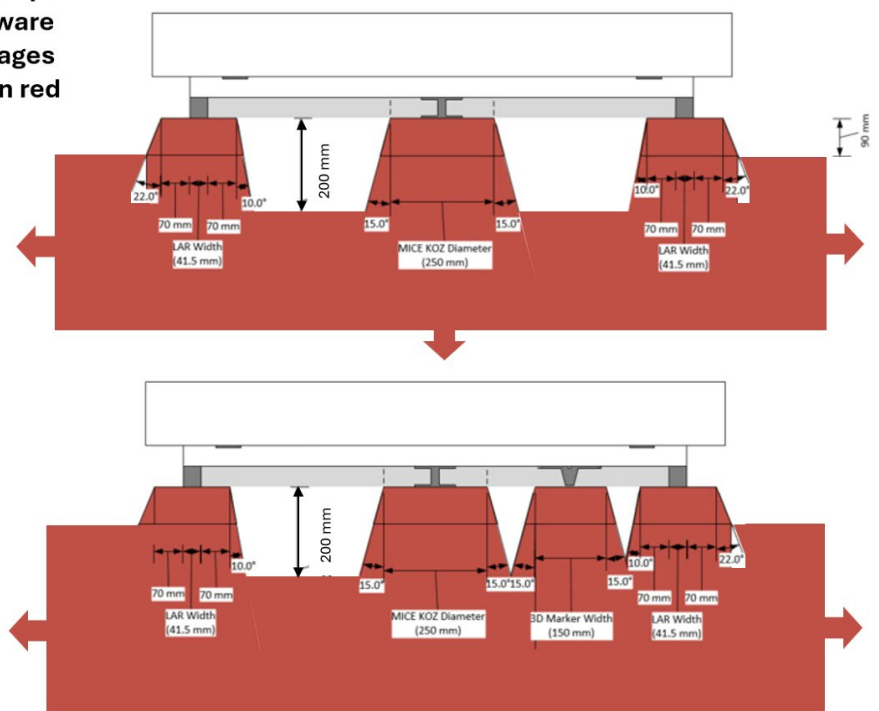 ware
ages
n red
200 mm
90 mm
22.0°
10.0°
15.0°
15.0°
10.0°
22.0°
70 mm
70 mm
LAR Width
(41.5 mm)
MICE KOZ Diameter
(250 mm)
70 mm
70 mm
LAR Width
(41.5 mm)
200 mm
10.0°
15.0°
15.0°
15.0°
15.0°
10.0°
22.0°
70 mm
70 mm
LAR Width
(41.5 mm)
MICE KOZ Diameter
(250 mm)
3D Marker Width
(150 mm)
70 mm
70 mm
LAR Width
(41.5 mm)